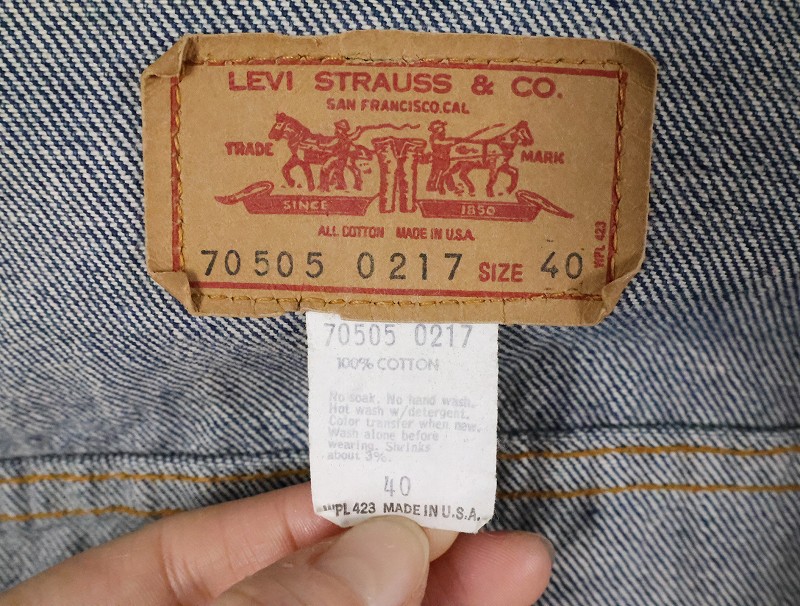 LEVI STRAUSS & CO.
SAN FRANCISCO, CAL
TRADE MARK
SINCE 1850
ALL COTTON MADE IN U.S.A.
70505 0217 SIZE 40
WPL 423
70505 0217
100% COTTON
No soak. No hand wash.
Hot wash w/detergent.
Color transfer when new.
Wash alone before
wearing. Shrinks
about 3%.
40
WPL 423 MADE IN U.S.A.